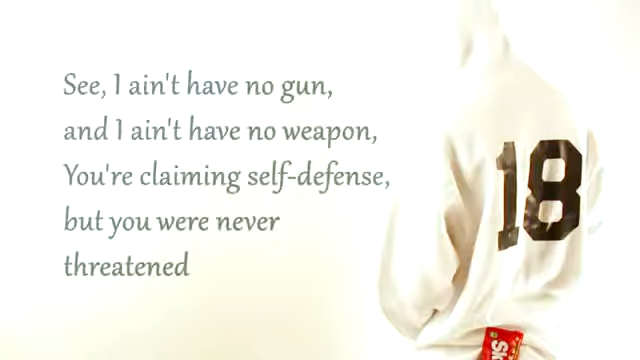 See, I ain't have no gun,
and I ain't have no weapon,
You're claiming self-defense,
but you were never
threatened
18
Sk